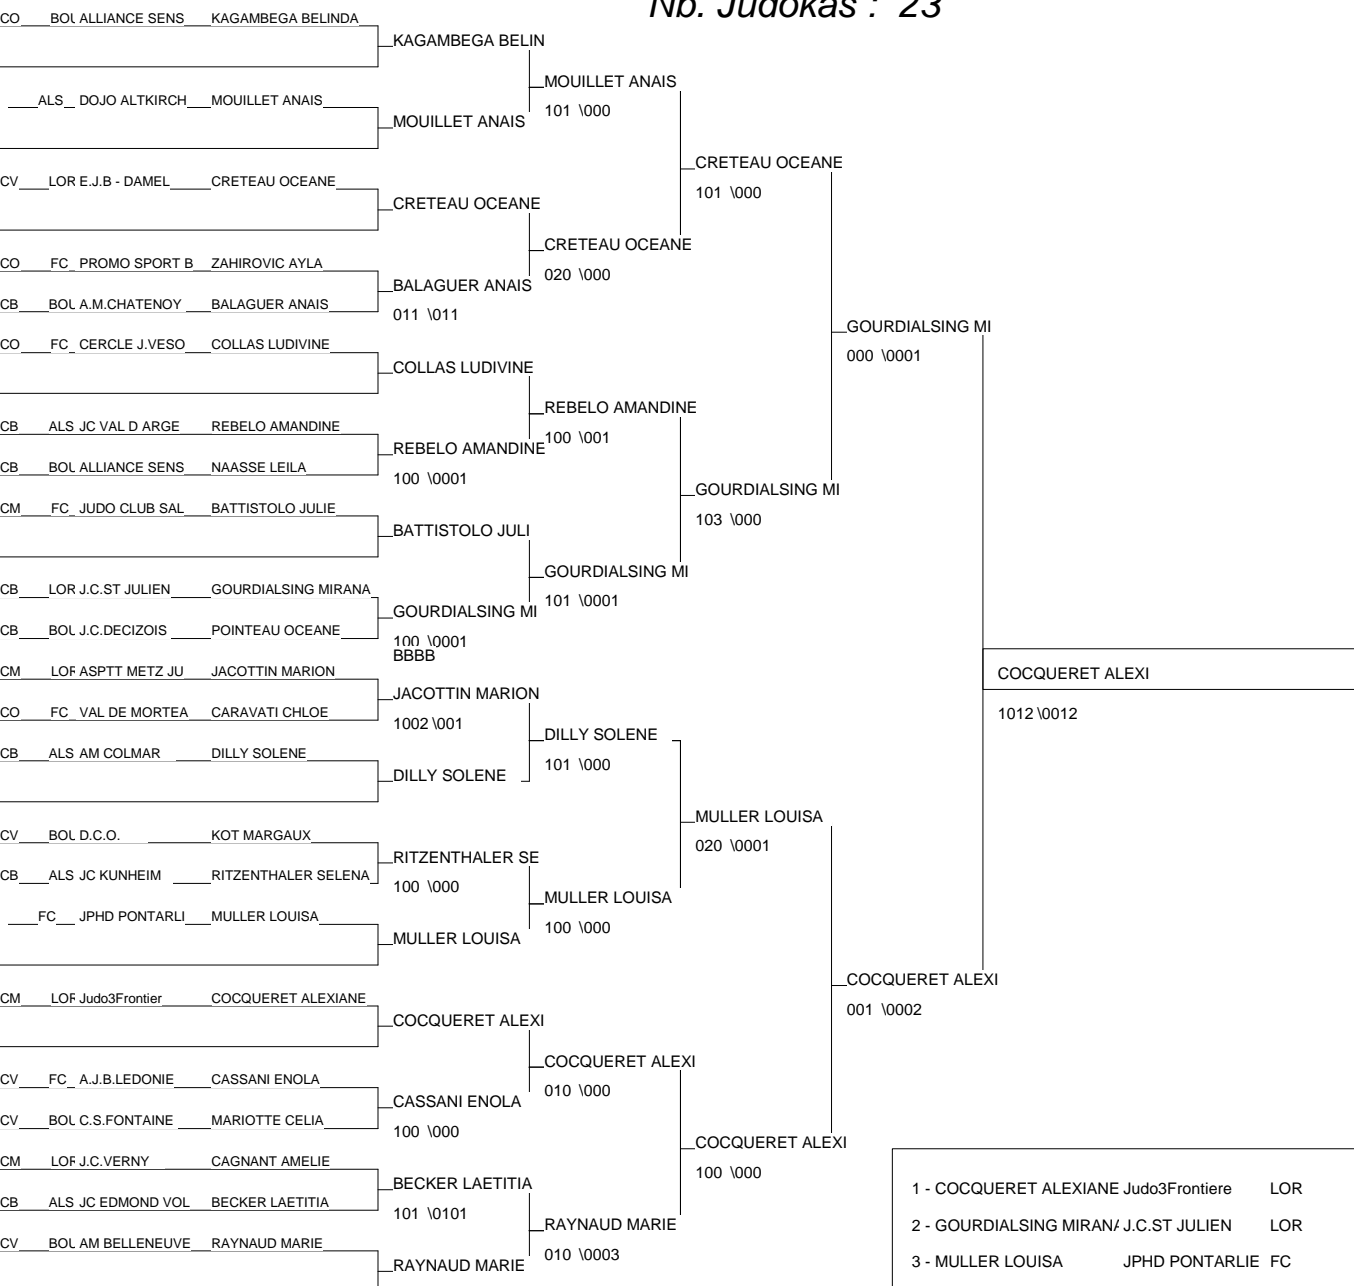 Nb. Judokas : 23
CO BOU ALLIANCE SENS KAGAMBEGA BELINDA
KAGAMBEGA BELIN
MOUILLET ANAIS
101 \000
ALS DOJO ALTKIRCH MOUILLET ANAIS
MOUILLET ANAIS
CRETEAU OCEANE
101 \000
CV LOR E.J.B - DAMEL CRETEAU OCEANE
CRETEAU OCEANE
CRETEAU OCEANE
020 \000
CO FC PROMO SPORT B ZAHIROVIC AYLA
BALAGUER ANAIS
CB BOU A.M.CHATENOY BALAGUER ANAIS
011 \011
GOURDIALSING MI
000 \0001
CO FC CERCLE J.VESO COLLAS LUDIVINE
COLLAS LUDIVINE
REBELO AMANDINE
100 \001
CB ALS JC VAL D ARGE REBELO AMANDINE
REBELO AMANDINE
CB BOU ALLIANCE SENS NAASSE LEILA
100 \0001
GOURDIALSING MI
103 \000
CM FC JUDO CLUB SAL BATTISTOLO JULIE
BATTISTOLO JULI
GOURDIALSING MI
101 \0001
CB LOR J.C.ST JULIEN GOURDIALSING MIRANA
GOURDIALSING MI
CB BOU J.C.DECIZOIS POINTEAU OCEANE
100 \0001
BBBB
COCQUERET ALEXI
1012 \0012
CM LOR ASPTT METZ JU JACOTTIN MARION
JACOTTIN MARION
CO FC VAL DE MORTEA CARAVATI CHLOE
1002 \001
DILLY SOLENE
101 \000
CB ALS AM COLMAR DILLY SOLENE
DILLY SOLENE
MULLER LOUISA
020 \0001
CV BOU D.C.O. KOT MARGAUX
RITZENTHALER SE
CB ALS JC KUNHEIM RITZENTHALER SELENA
100 \000
MULLER LOUISA
100 \000
FC JPHD PONTARLI MULLER LOUISA
MULLER LOUISA
COCQUERET ALEXI
001 \0002
CM LOR Judo3Frontier COCQUERET ALEXIANE
COCQUERET ALEXI
COCQUERET ALEXI
010 \000
CV FC A.J.B.LEDONIE CASSANI ENOLA
CASSANI ENOLA
CV BOU C.S.FONTAINE MARIOTTE CELIA
100 \000
COCQUERET ALEXI
100 \000
CM LOR J.C.VERNY CAGNANT AMELIE
BECKER LAETITIA
CB ALS JC EDMOND VOL BECKER LAETITIA
101 \0101
RAYNAUD MARIE
010 \0003
CV BOU AM BELLENEUVE RAYNAUD MARIE
RAYNAUD MARIE
1 - COCQUERET ALEXIANE Judo3Frontiere LOR
2 - GOURDIALSING MIRANA J.C.ST JULIEN LOR
3 - MULLER LOUISA JPHD PONTARLIE FC